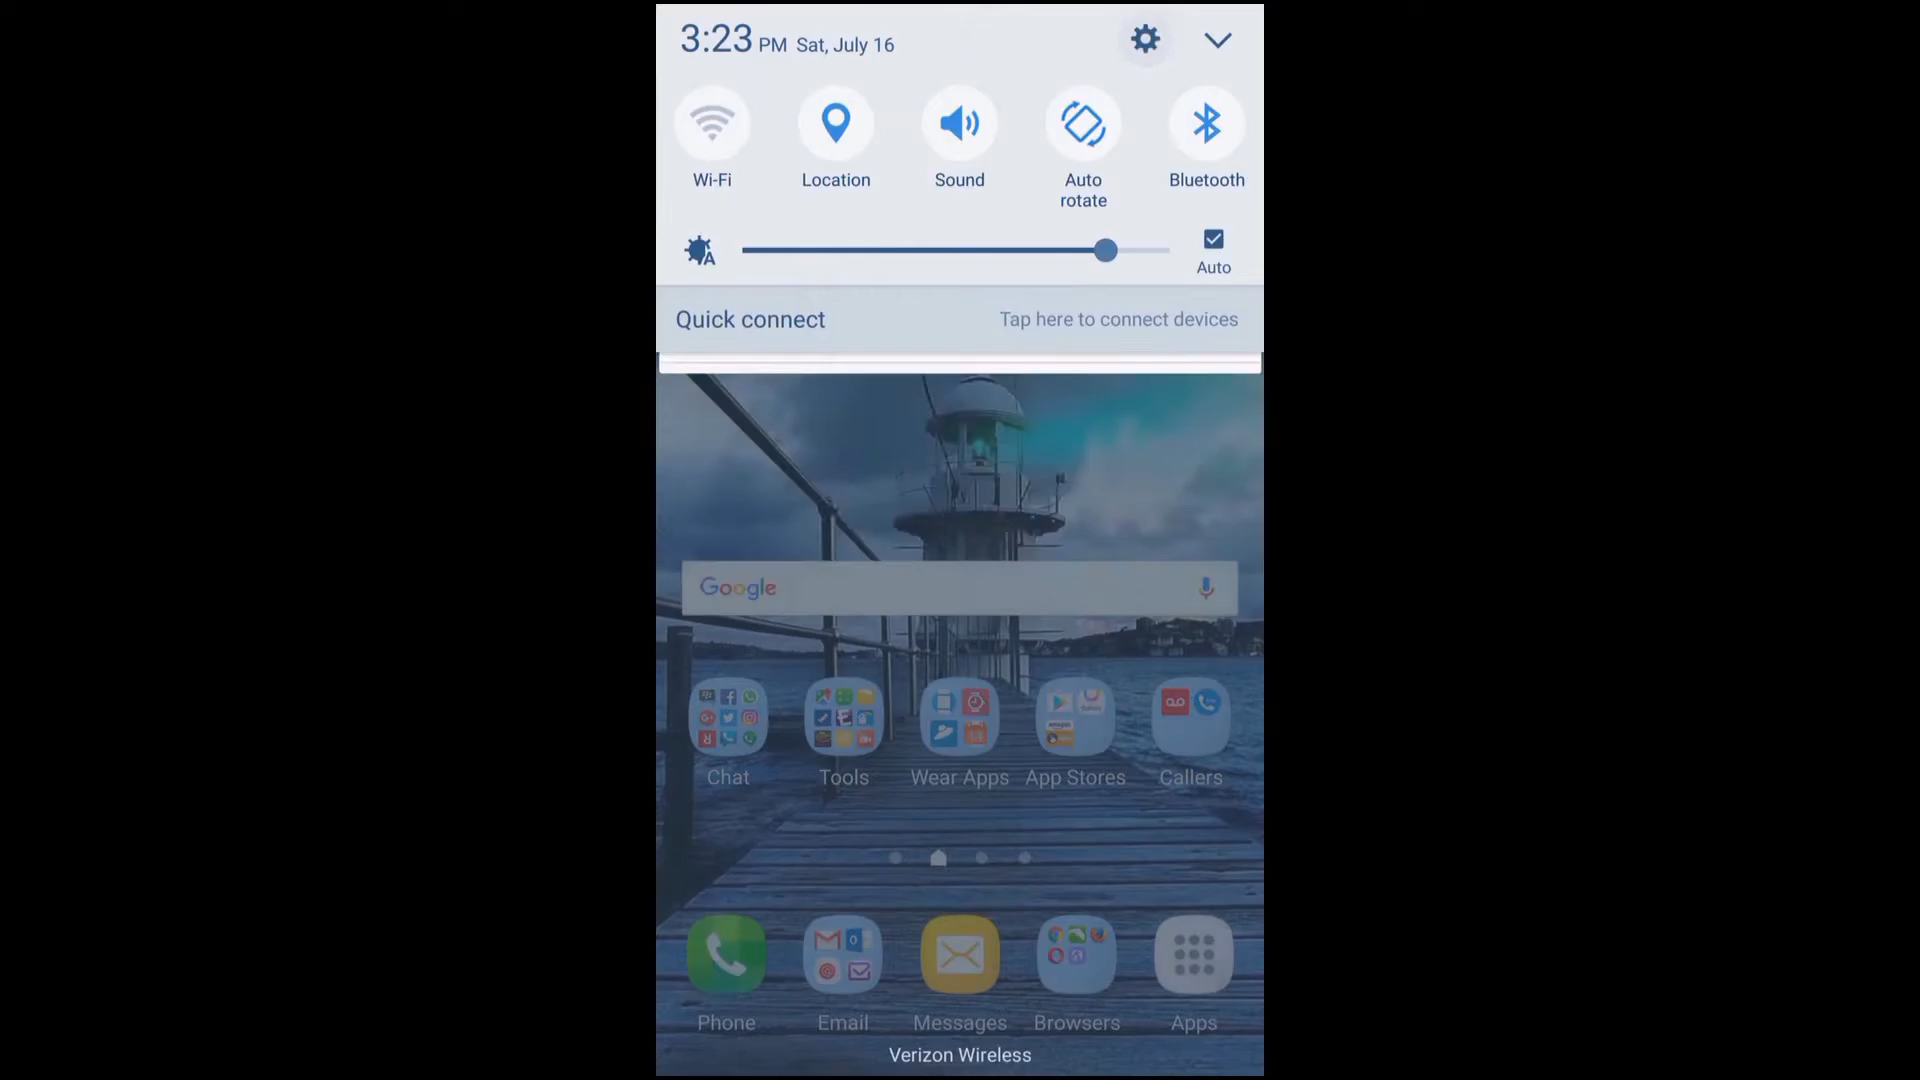 3:23 PM Sat, July 16
Wi-Fi
Location
Sound
Auto
rotate
Bluetooth
A
Auto
Quick connect
Tap here to connect devices
Google
Chat
Tools
Wear Apps
App Stores
Callers
Phone
Email
Messages
Browsers
Apps
Verizon Wireless